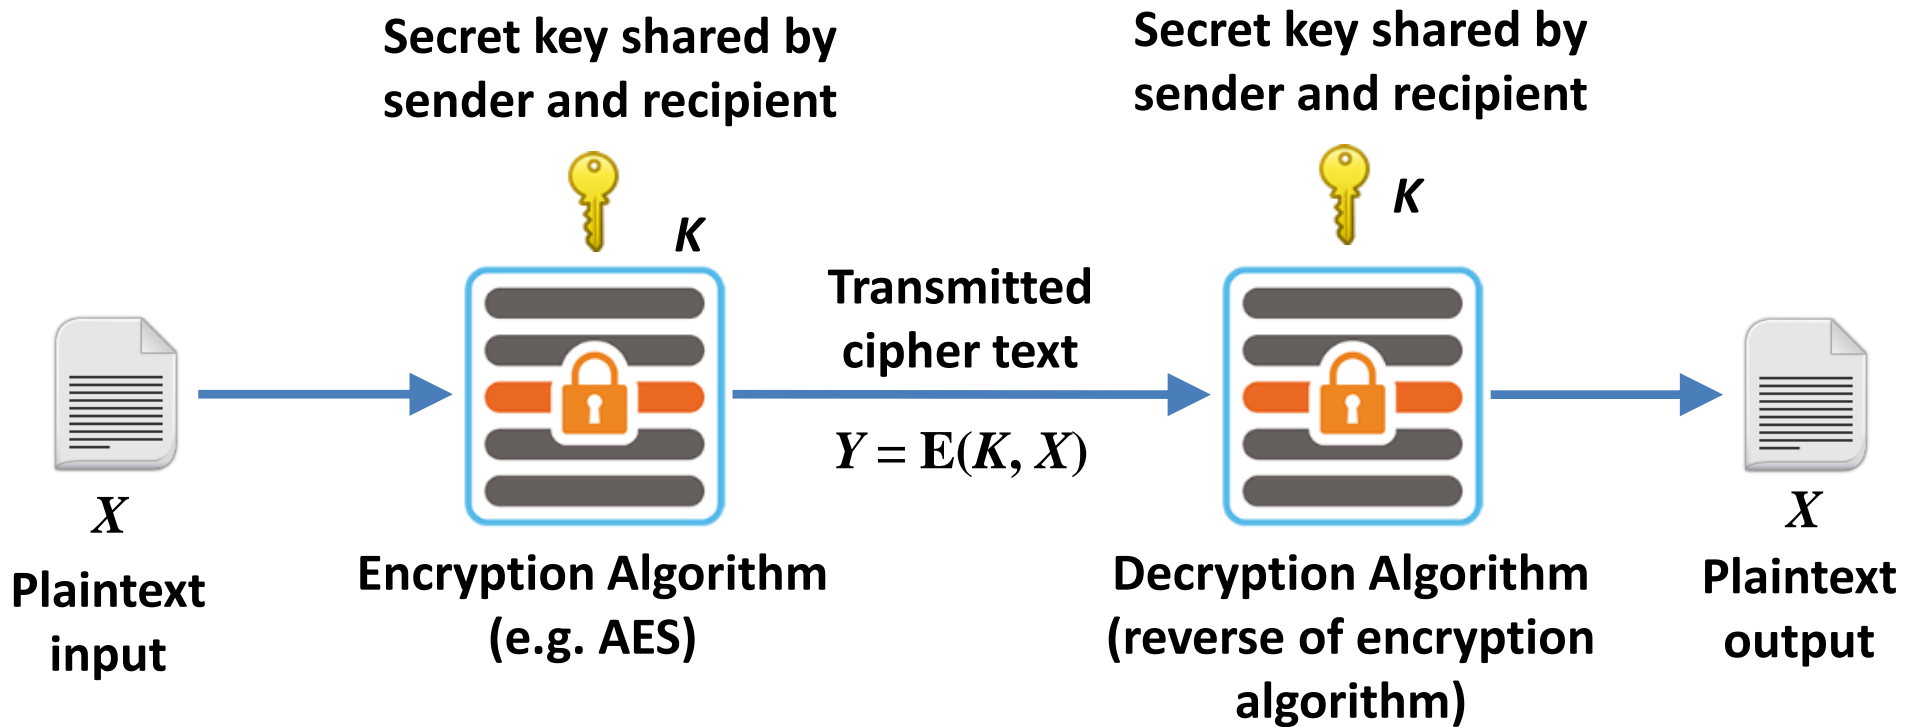 Secret key shared by
sender and recipient
K
Secret key shared by
sender and recipient
K
Transmitted
cipher text
Y = E(K, X)
X
Plaintext
input
Encryption Algorithm
(e.g. AES)
Decryption Algorithm
(reverse of encryption
algorithm)
X
Plaintext
output